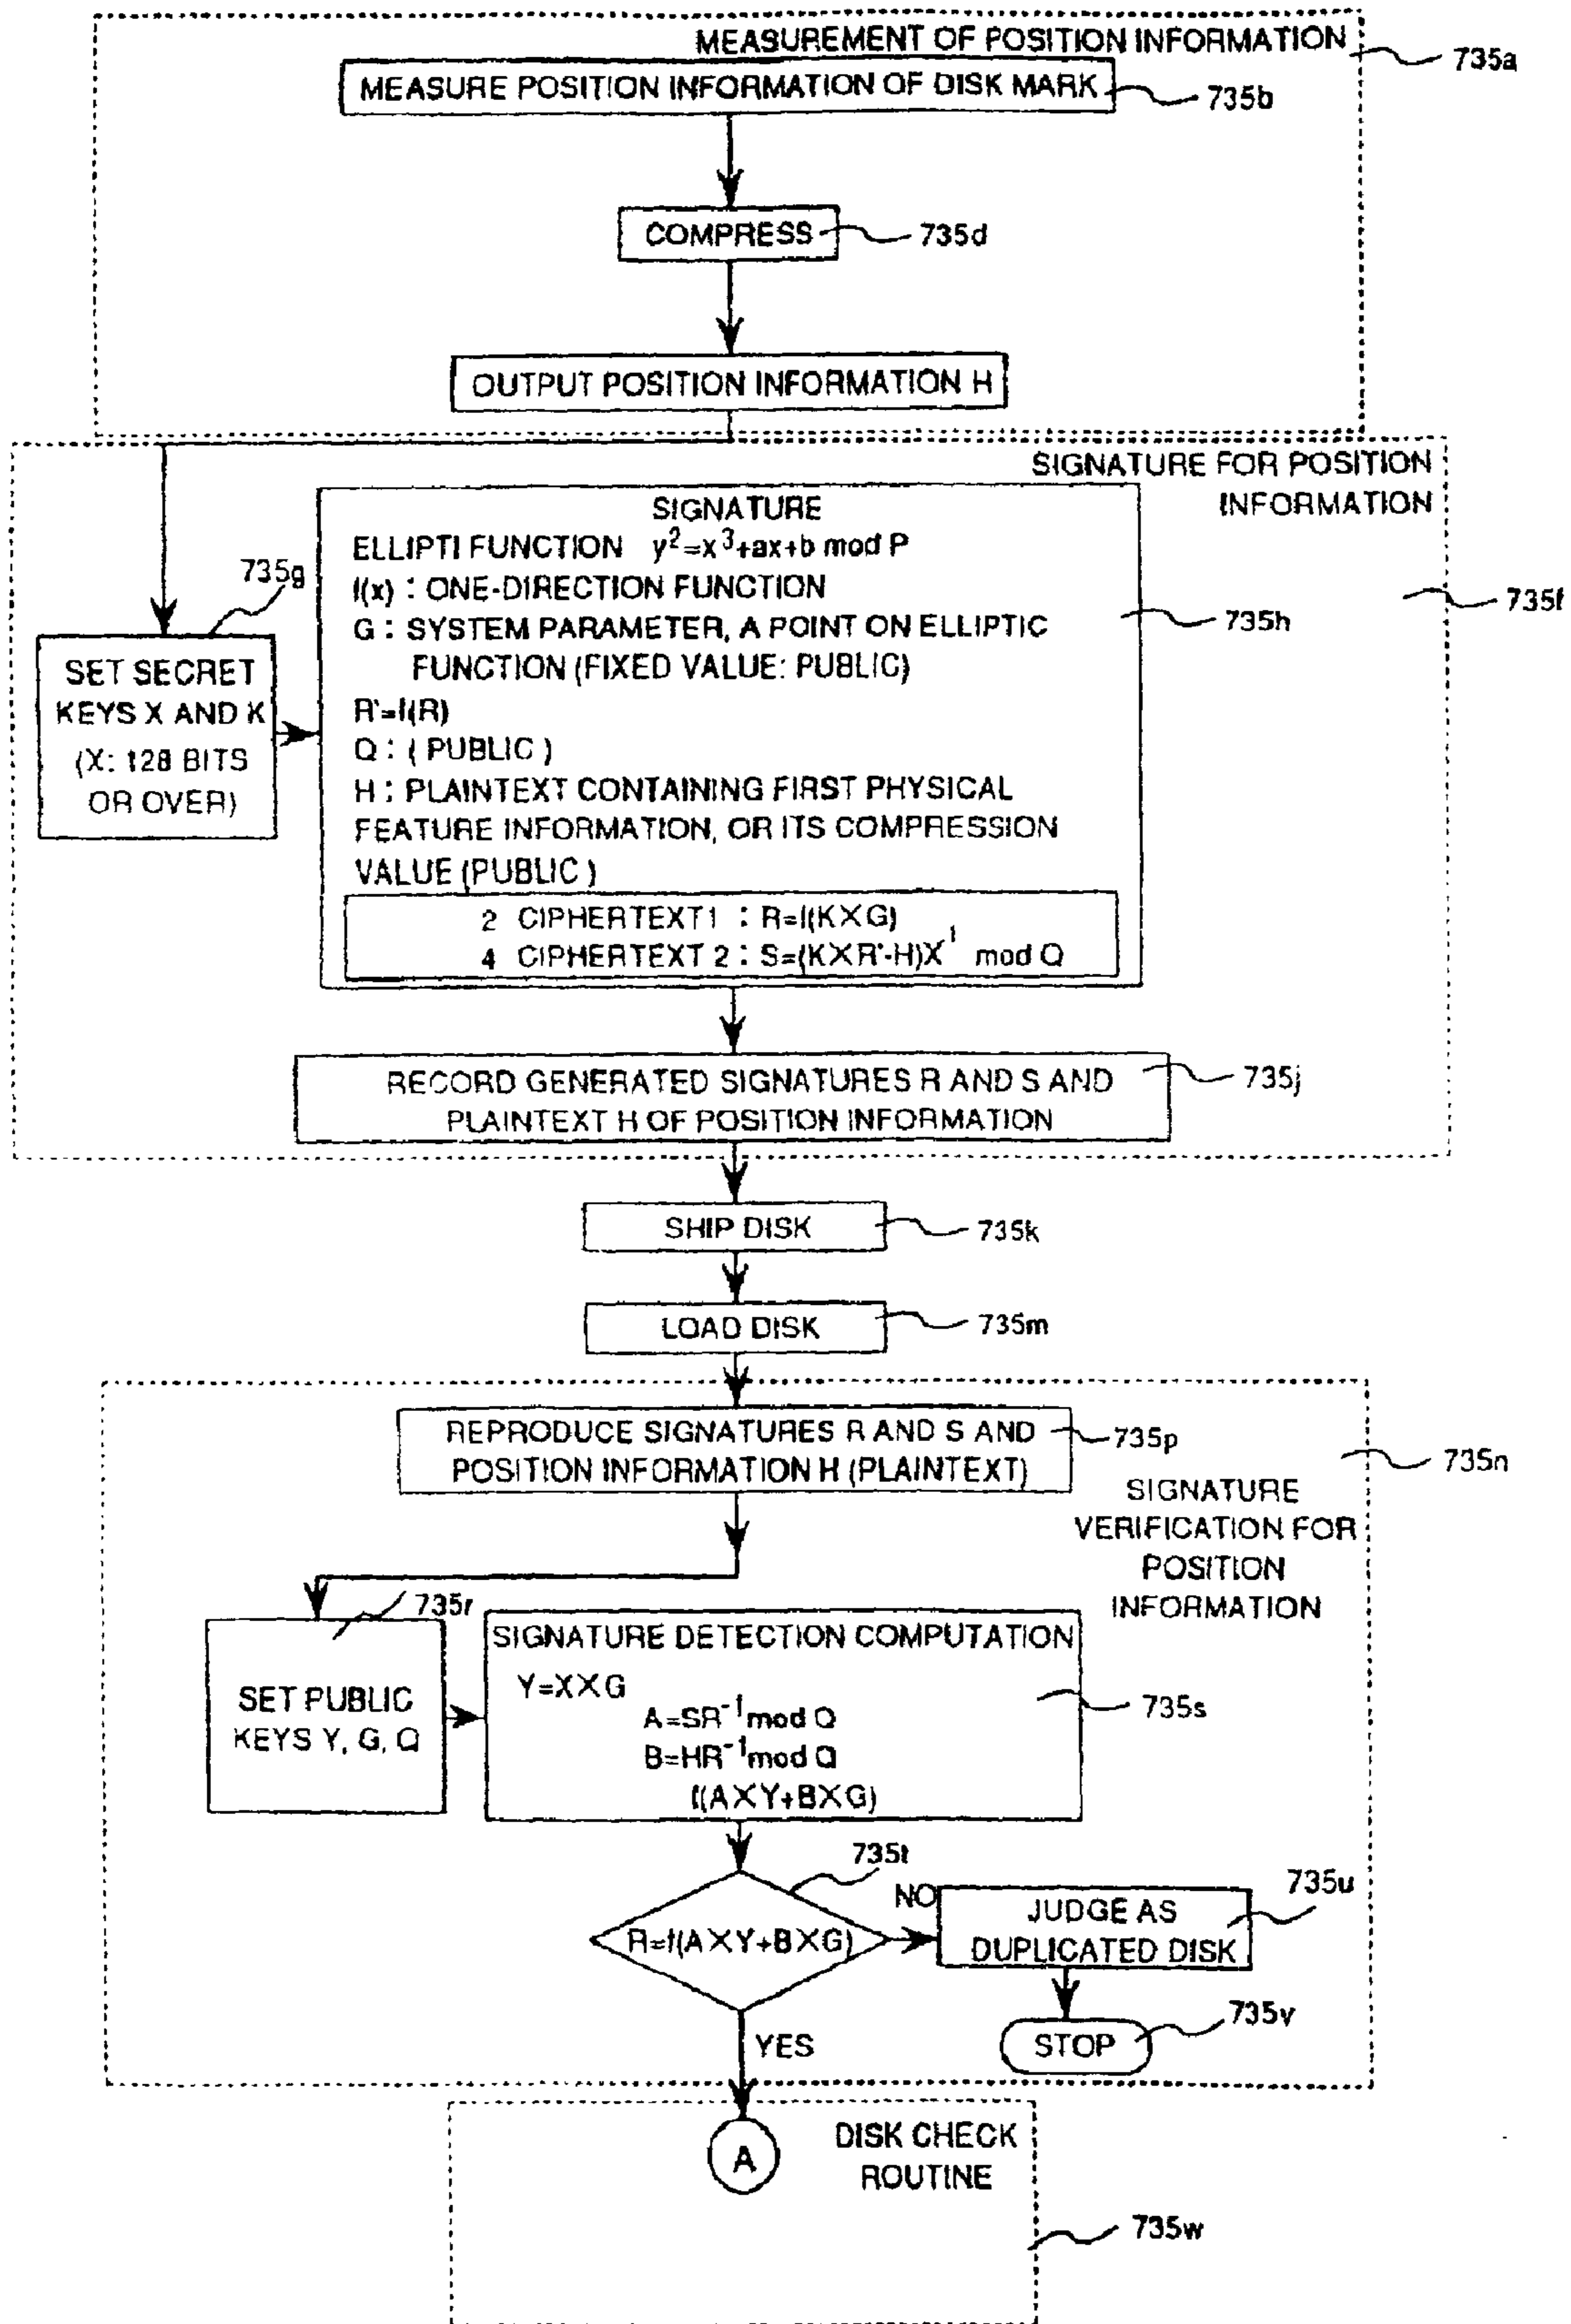 MEASUREMENT OF POSITION INFORMATION
735a
MEASURE POSITION INFORMATION OF DISK MARK
735b
COMPRESS
735d
OUTPUT POSITION INFORMATION H
SIGNATURE FOR POSITION
INFORMATION
735f
735g
SET SECRET
KEYS X AND K
(X: 128 BITS
OR OVER)
SIGNATURE
ELLIPTI FUNCTION y²=x³+ax+b mod P
f(x) : ONE-DIRECTION FUNCTION
G : SYSTEM PARAMETER, A POINT ON ELLIPTIC
FUNCTION (FIXED VALUE: PUBLIC)
R'=f(R)
Q : ( PUBLIC )
H : PLAINTEXT CONTAINING FIRST PHYSICAL
FEATURE INFORMATION, OR ITS COMPRESSION
VALUE (PUBLIC )
2 CIPHERTEXT1 : R=f(K×G)
4 CIPHERTEXT 2 : S=(K×R'-H)X¹ mod Q
735h
RECORD GENERATED SIGNATURES R AND S AND
PLAINTEXT H OF POSITION INFORMATION
735j
SHIP DISK
735k
LOAD DISK
735m
REPRODUCE SIGNATURES R AND S AND
POSITION INFORMATION H (PLAINTEXT)
735p
735n
SIGNATURE
VERIFICATION FOR
POSITION
INFORMATION
735r
SET PUBLIC
KEYS Y, G, Q
SIGNATURE DETECTION COMPUTATION
Y=X×G
A=SR⁻¹mod Q
B=HR⁻¹mod Q
f(A×Y+B×G)
735s
735t
R=f(A×Y+B×G)
NO
JUDGE AS
DUPLICATED DISK
735u
STOP
735v
YES
A
DISK CHECK
ROUTINE
735w